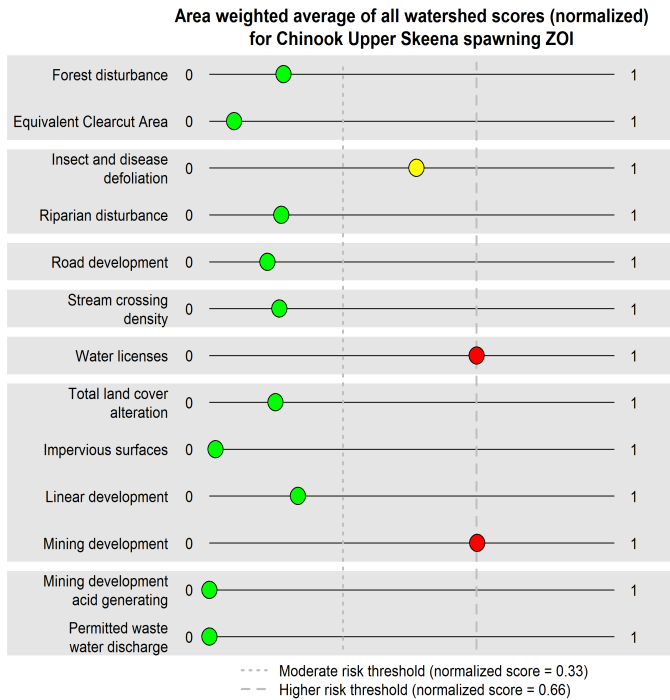 Area weighted average of all watershed scores (normalized)
for Chinook Upper Skeena spawning ZOI
Forest disturbance 0 1
Equivalent Clearcut Area 0 1
Insect and disease
defoliation 0 1
Riparian disturbance 0 1
Road development 0 1
Stream crossing
density 0 1
Water licenses 0 1
Total land cover
alteration 0 1
Impervious surfaces 0 1
Linear development 0 1
Mining development 0 1
Mining development
acid generating 0 1
Permitted waste
water discharge 0 1
Moderate risk threshold (normalized score = 0.33)
Higher risk threshold (normalized score = 0.66)